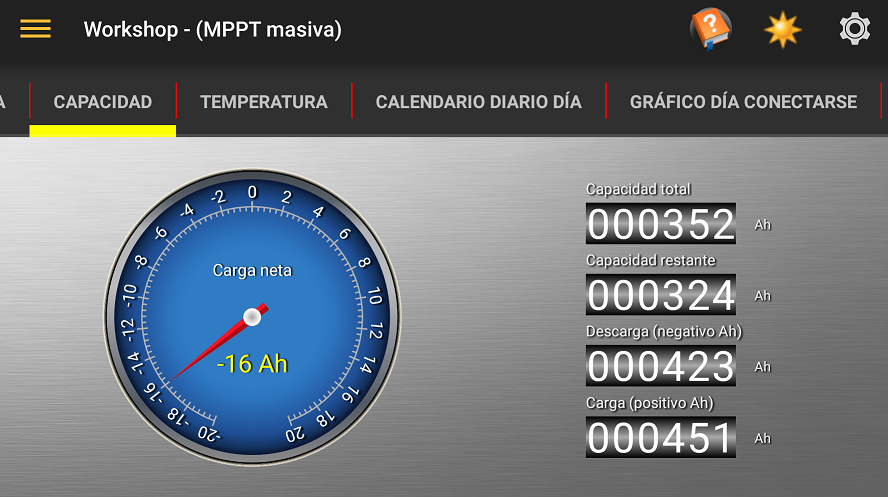 Workshop - (MPPT masiva)
?
A CAPACIDAD TEMPERATURA CALENDARIO DIARIO DÍA GRÁFICO DÍA CONECTARSE
-20 -18 -16 -14 -12 -10 -8 -6 -4 -2 0 2 4 6 8 10 12 14 16 18 20
Carga neta
-16 Ah
Capacidad total
000352 Ah
Capacidad restante
000324 Ah
Descarga (negativo Ah)
000423 Ah
Carga (positivo Ah)
000451 Ah